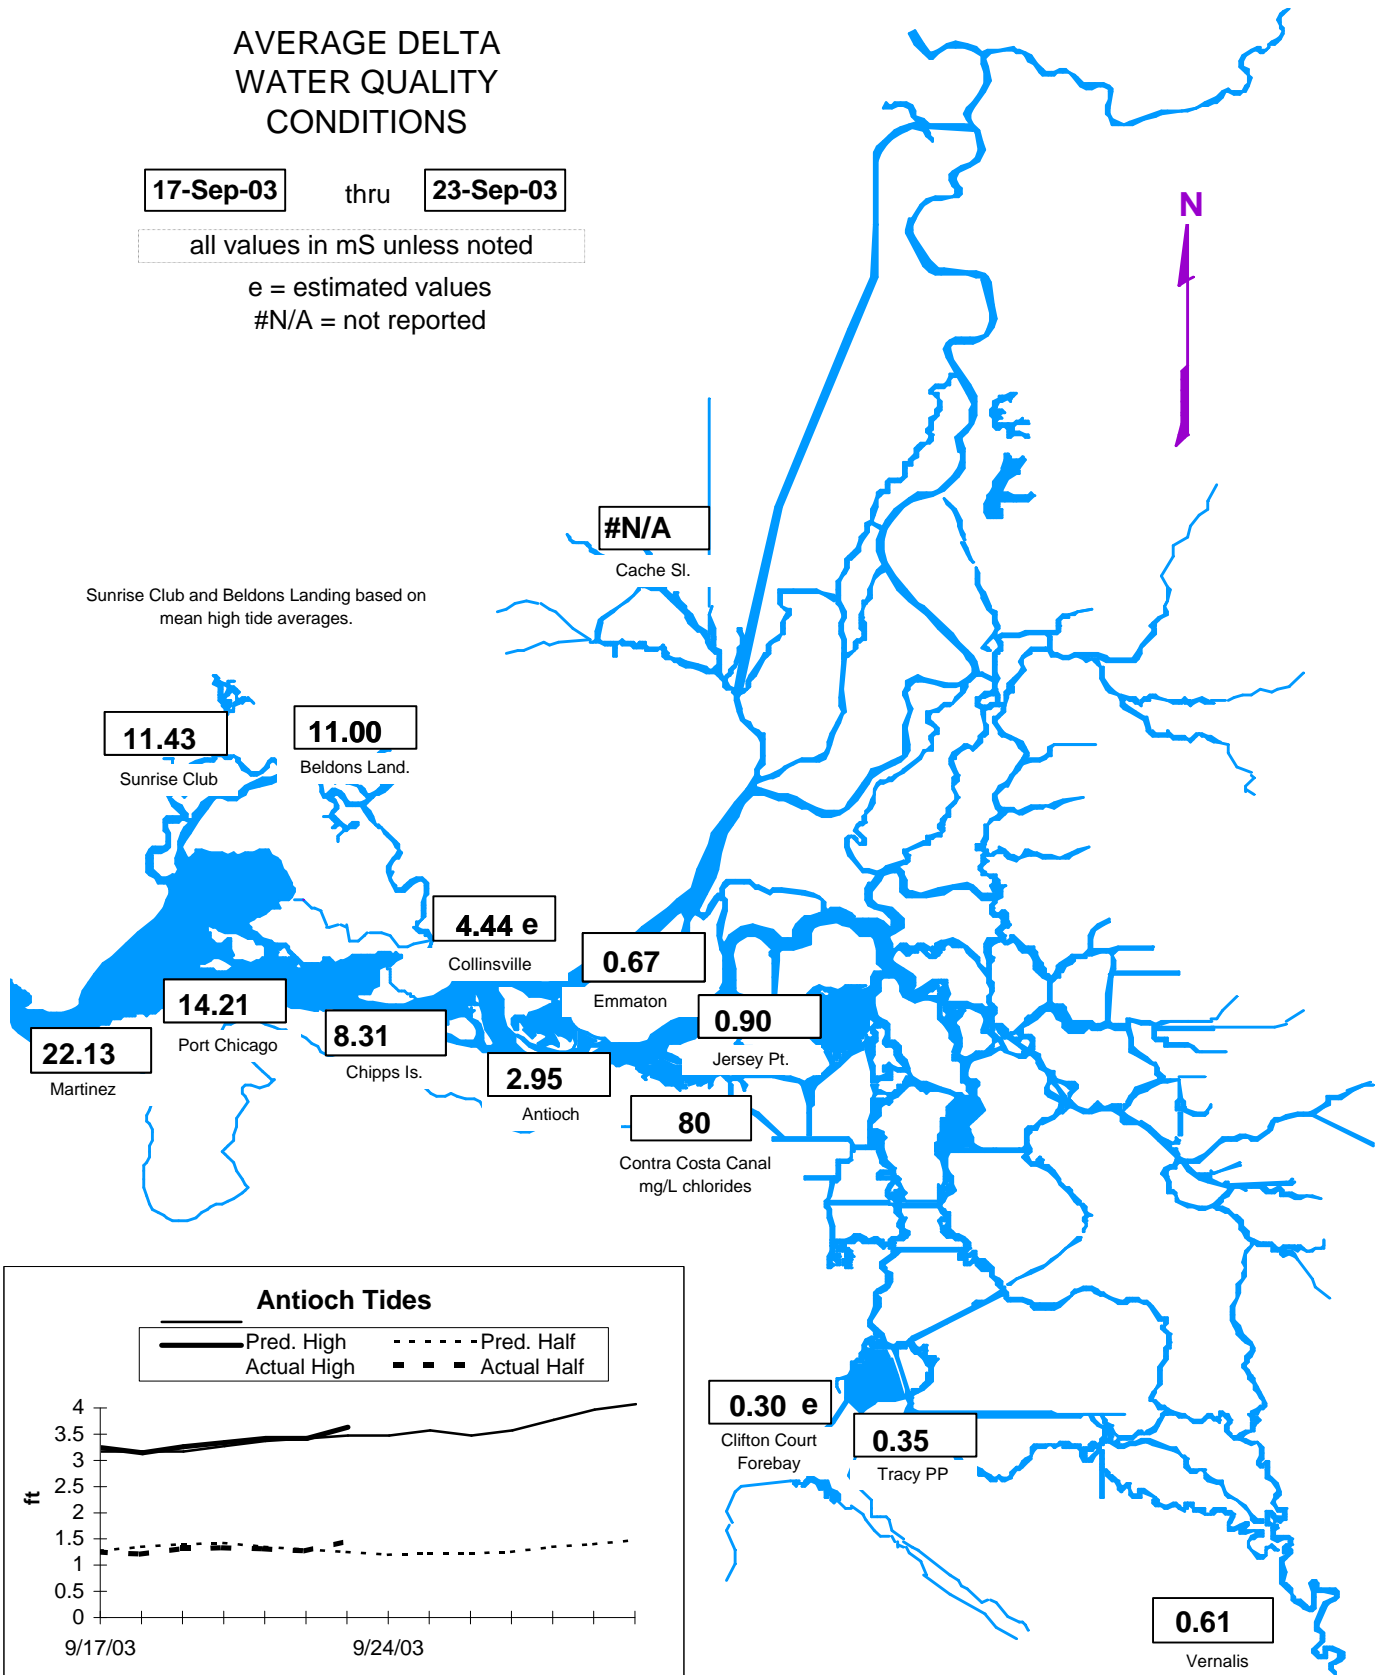 AVERAGE DELTA
WATER QUALITY
CONDITIONS
17-Sep-03 thru 23-Sep-03
all values in mS unless noted
e = estimated values
#N/A = not reported
N
#N/A
Cache Sl.
Sunrise Club and Beldons Landing based on
mean high tide averages.
11.43
Sunrise Club
11.00
Beldons Land.
4.44 e
Collinsville
0.67
Emmaton
14.21
Port Chicago
0.90
Jersey Pt.
22.13
Martinez
8.31
Chipps Is.
2.95
Antioch
80
Contra Costa Canal
mg/L chlorides
Antioch Tides
Pred. High Pred. Half
Actual High Actual Half
4
3.5
3
2.5
2
1.5
1
0.5
0
ft
9/17/03 9/24/03
0.30 e
Clifton Court
Forebay
0.35
Tracy PP
0.61
Vernalis